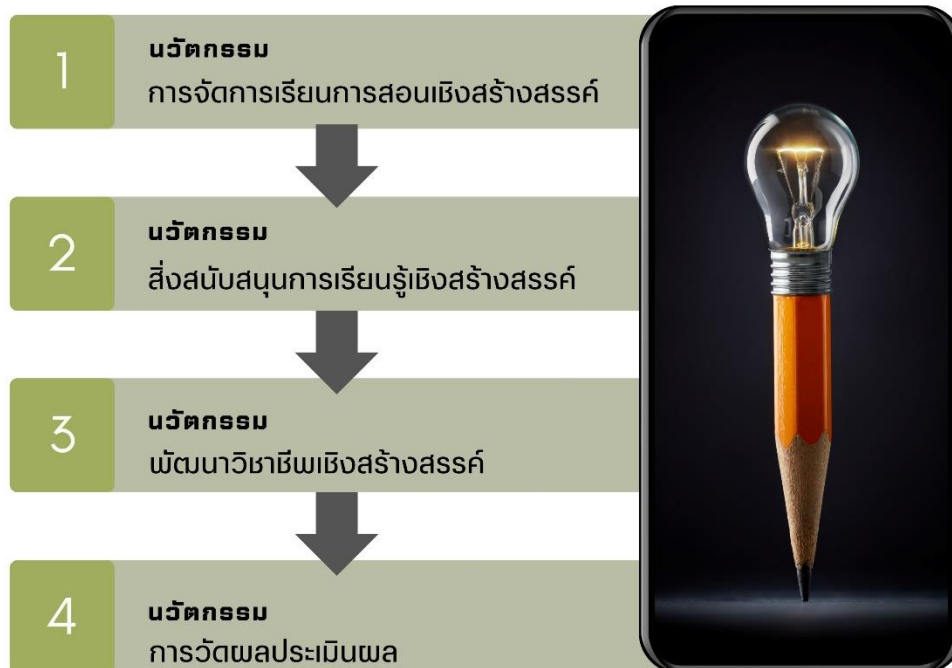 1
นวัตกรรม
การจัดการเรียนการสอนเชิงสร้างสรรค์
2
นวัตกรรม
สิ่งสนับสนุนการเรียนรู้เชิงสร้างสรรค์
3
นวัตกรรม
พัฒนาวิชาชีพเชิงสร้างสรรค์
4
นวัตกรรม
การวัดผลประเมินผล